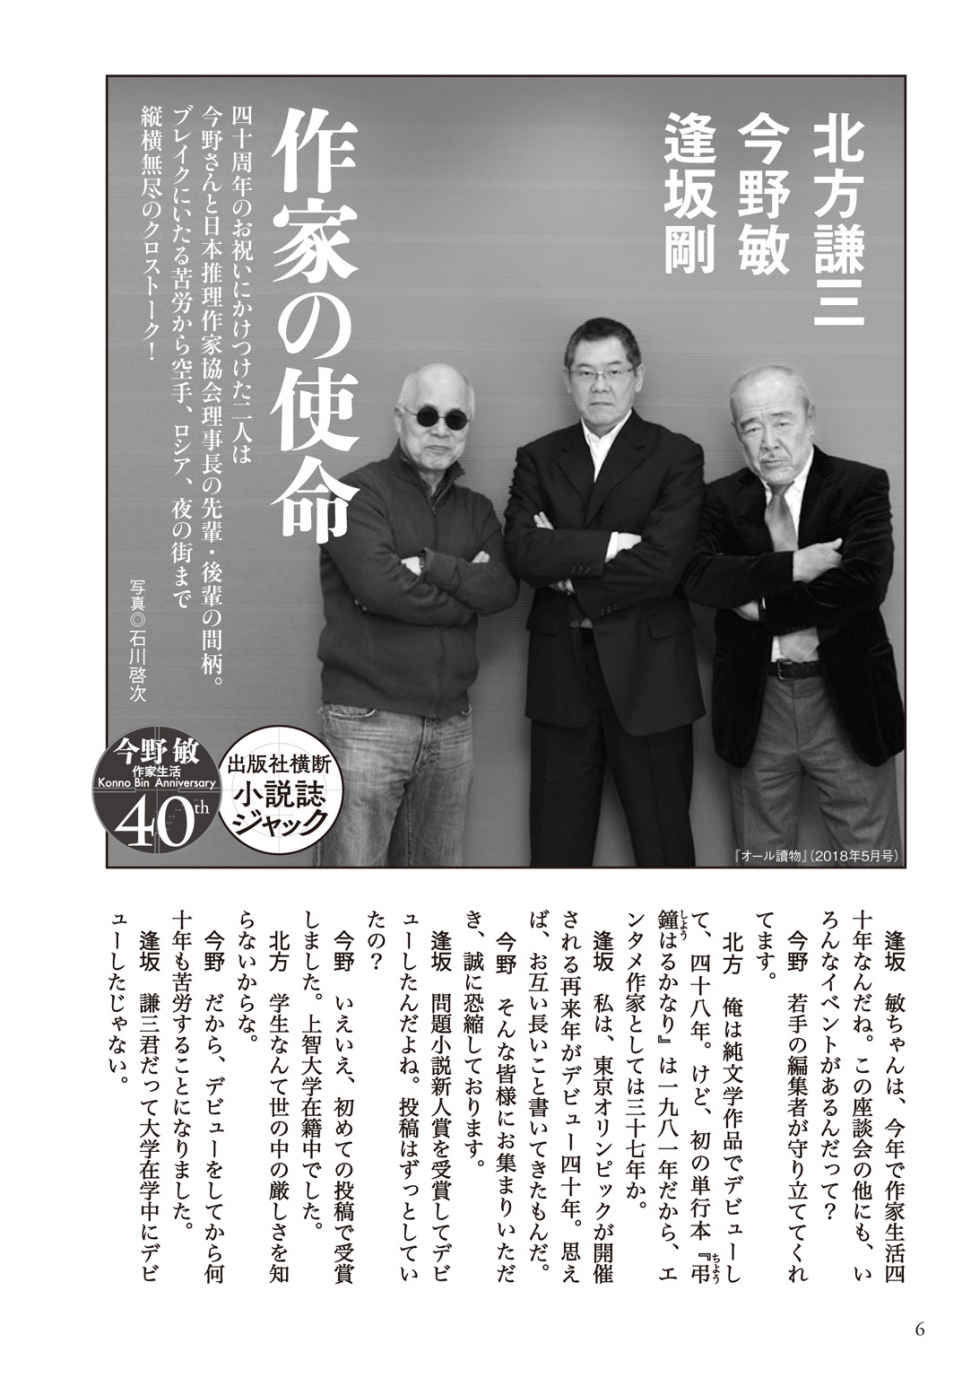 北方謙三
今野敏
逢坂剛
作家の使命
四十周年のお祝いにかけつけた二人は
今野さんと日本推理作家協会理事長の先輩・後輩の間柄。
ブレイクにいたる苦労から空手、ロシア、夜の街まで
縦横無尽のクロストーク！
写真◎石川啓次
今野 敏
作家生活
Konno Bin Anniversary
40th
出版社横断
小説誌
ジャック
『オール讀物』（2018年5月号）
逢坂　敏ちゃんは、今年で作家生活四
十年なんだね。この座談会の他にも、い
ろんなイベントがあるんだって？
今野　若手の編集者が守り立ててくれ
てます。
北方　俺は純文学作品でデビューし
て、四十八年。けど、初の単行本『弔ちょう
鐘しょうはるかなり』は一九八一年だから、エ
ンタメ作家としては三十七年か。
逢坂　私は、東京オリンピックが開催
される再来年がデビュー四十年。思え
ば、お互い長いこと書いてきたもんだ。
今野　そんな皆様にお集まりいただ
き、誠に恐縮しております。
逢坂　問題小説新人賞を受賞してデビ
ューしたんだよね。投稿はずっとしてい
たの？
今野　いえいえ、初めての投稿で受賞
しました。上智大学在籍中でした。
北方　学生なんて世の中の厳しさを知
らないからな。
今野　だから、デビューをしてから何
十年も苦労することになりました。
逢坂　謙三君だって大学在学中にデビ
ューしたじゃない。
6